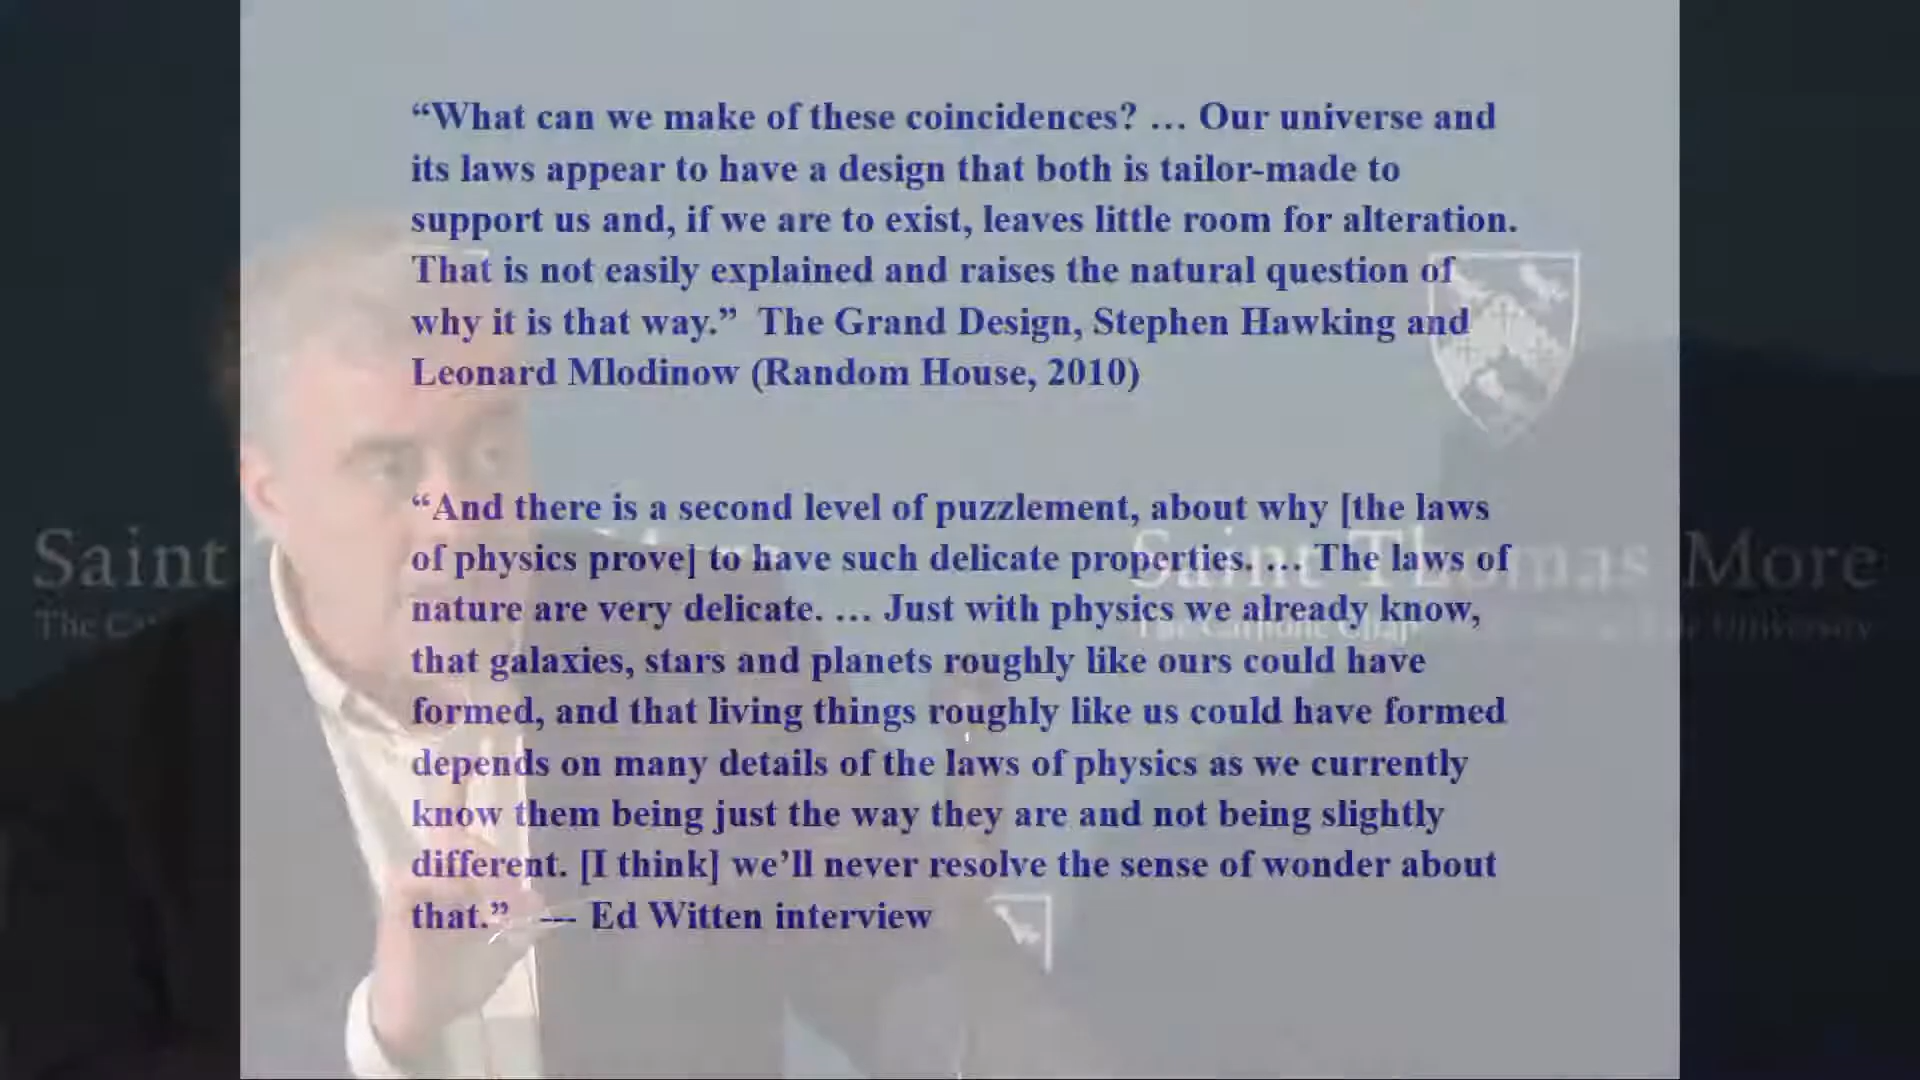 “What can we make of these coincidences? … Our universe and
its laws appear to have a design that both is tailor-made to
support us and, if we are to exist, leaves little room for alteration.
That is not easily explained and raises the natural question of
why it is that way.”  The Grand Design, Stephen Hawking and
Leonard Mlodinow (Random House, 2010)
“And there is a second level of puzzlement, about why [the laws
of physics prove] to have such delicate properties. … The laws of
nature are very delicate. … Just with physics we already know,
that galaxies, stars and planets roughly like ours could have
formed, and that living things roughly like us could have formed
depends on many details of the laws of physics as we currently
know them being just the way they are and not being slightly
different. [I think] we’ll never resolve the sense of wonder about
that.”   --- Ed Witten interview
Saint
The
Saint Thomas More
The Catholic
University